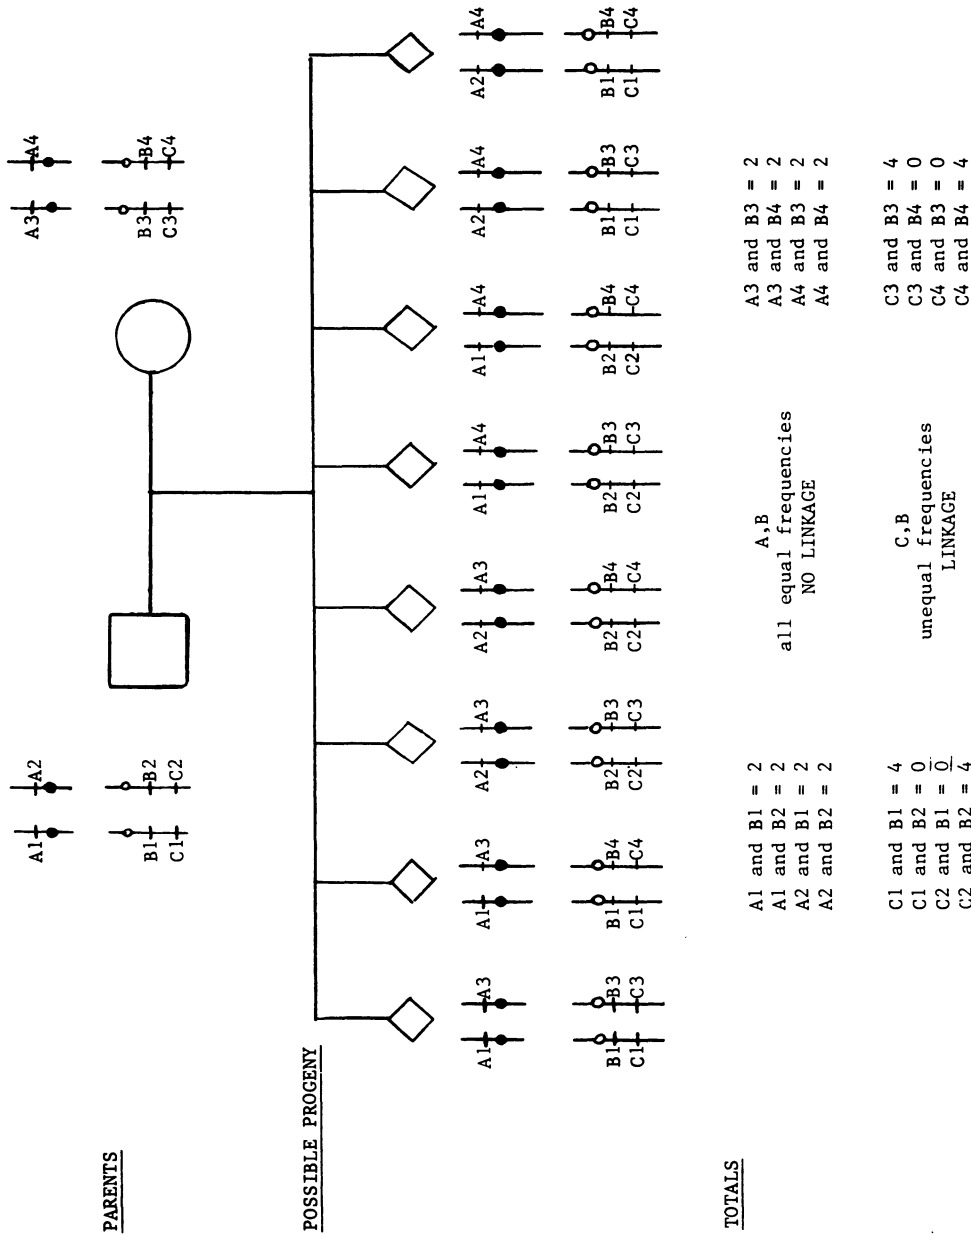 A1 A2 A3 A4
PARENTS
B1 B2 B3 B4
C1 C2 C3 C4
POSSIBLE PROGENY
A1 A3 A1 A3 A2 A3 A2 A3 A1 A4 A1 A4 A2 A4 A2 A4
B1 B3 B1 B4 B2 B3 B2 B4 B2 B3 B2 B4 B1 B3 B1 B4
C1 C3 C1 C4 C2 C3 C2 C4 C2 C3 C2 C4 C1 C3 C1 C4
TOTALS
A1 and B1 = 2
A1 and B2 = 2
A2 and B1 = 2
A2 and B2 = 2
A,B
all equal frequencies
NO LINKAGE
A3 and B3 = 2
A3 and B4 = 2
A4 and B3 = 2
A4 and B4 = 2
C1 and B1 = 4
C1 and B2 = 0
C2 and B1 = 0
C2 and B2 = 4
C,B
unequal frequencies
LINKAGE
C3 and B3 = 4
C3 and B4 = 0
C4 and B3 = 0
C4 and B4 = 4